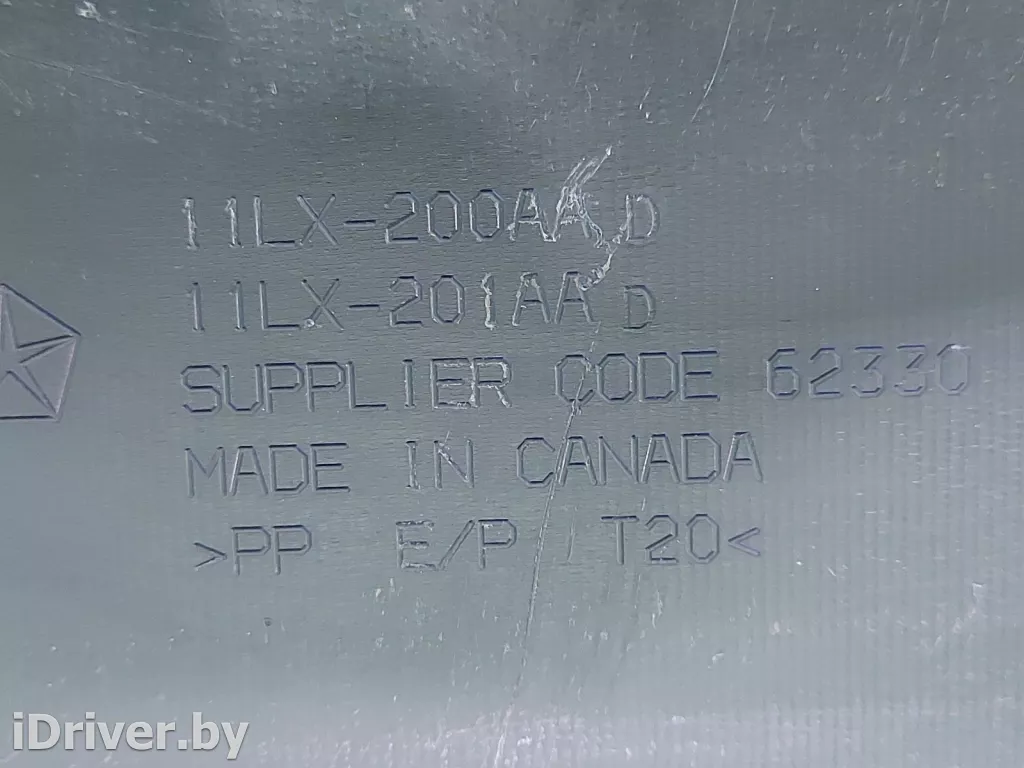 11LX-200AA D
11LX-201AA D
SUPPLIER CODE 62330
MADE IN CANADA
>PP E/P T20<
iDriver.by